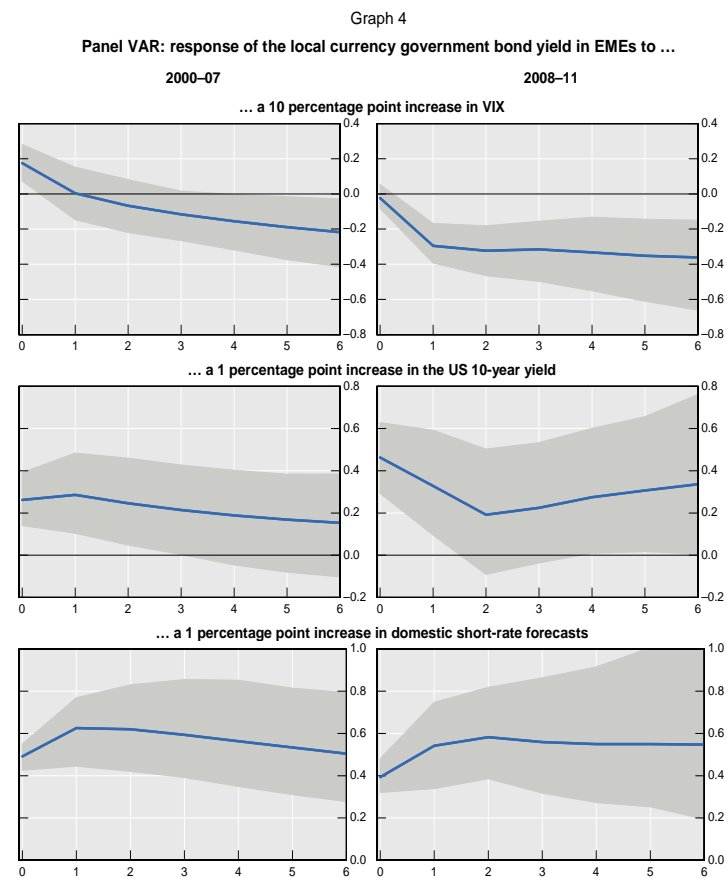 Graph 4
Panel VAR: response of the local currency government bond yield in EMEs to …
2000–07 2008–11
… a 10 percentage point increase in VIX
0.4 0.4
0.2 0.2
0.0 0.0
–0.2 –0.2
–0.4 –0.4
–0.6 –0.6
–0.8 –0.8
0 1 2 3 4 5 6 0 1 2 3 4 5 6
… a 1 percentage point increase in the US 10-year yield
0.8 0.8
0.6 0.6
0.4 0.4
0.2 0.2
0.0 0.0
–0.2 –0.2
0 1 2 3 4 5 6 0 1 2 3 4 5 6
… a 1 percentage point increase in domestic short-rate forecasts
1.0 1.0
0.8 0.8
0.6 0.6
0.4 0.4
0.2 0.2
0.0 0.0
0 1 2 3 4 5 6 0 1 2 3 4 5 6